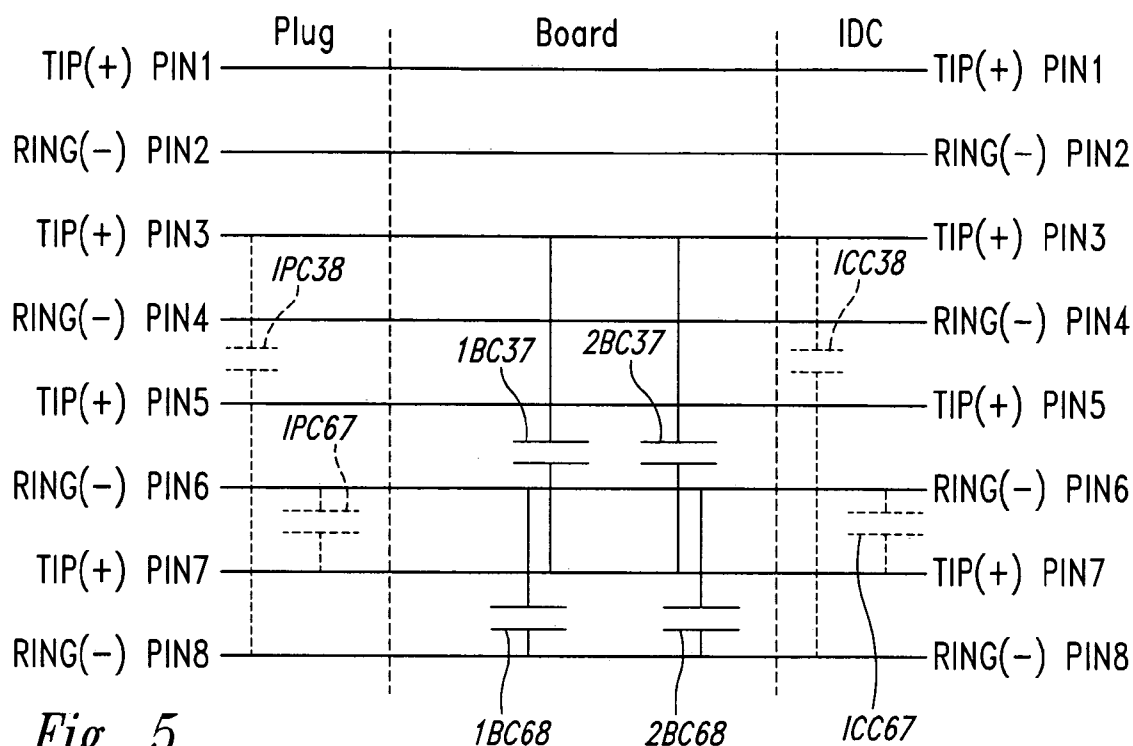 Plug Board IDC
TIP(+) PIN1 TIP(+) PIN1
RING(-) PIN2 RING(-) PIN2
TIP(+) PIN3 TIP(+) PIN3
IPC38 ICC38
RING(-) PIN4 RING(-) PIN4
1BC37 2BC37
TIP(+) PIN5 TIP(+) PIN5
IPC67
RING(-) PIN6 RING(-) PIN6
TIP(+) PIN7 TIP(+) PIN7
RING(-) PIN8 RING(-) PIN8
Fig. 5 1BC68 2BC68 ICC67